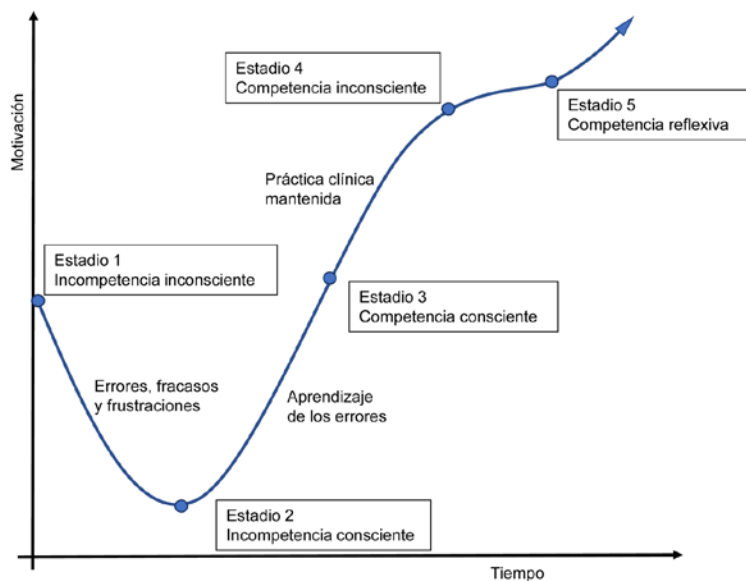 Motivación
Estadio 4
Competencia inconsciente
Estadio 5
Competencia reflexiva
Práctica clínica
mantenida
Estadio 1
Incompetencia inconsciente
Estadio 3
Competencia consciente
Errores, fracasos
y frustraciones
Aprendizaje
de los errores
Estadio 2
Incompetencia consciente
Tiempo